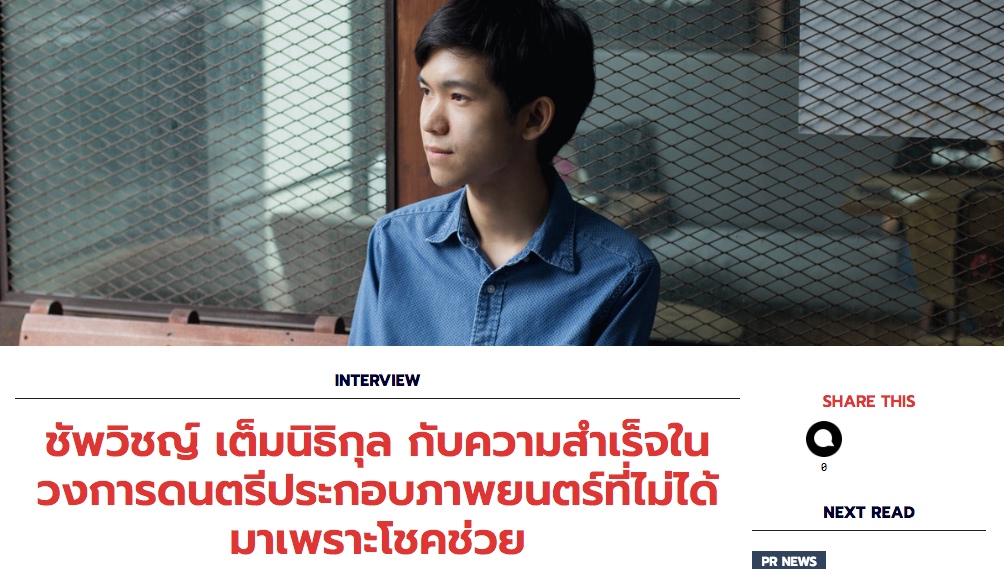 INTERVIEW
ชัพวิชญ์ เต็มนิธิกุล กับความสำเร็จใน
วงการดนตรีประกอบภาพยนตร์ที่ไม่ได้
มาเพราะโชคช่วย
SHARE THIS
0
NEXT READ
PR NEWS